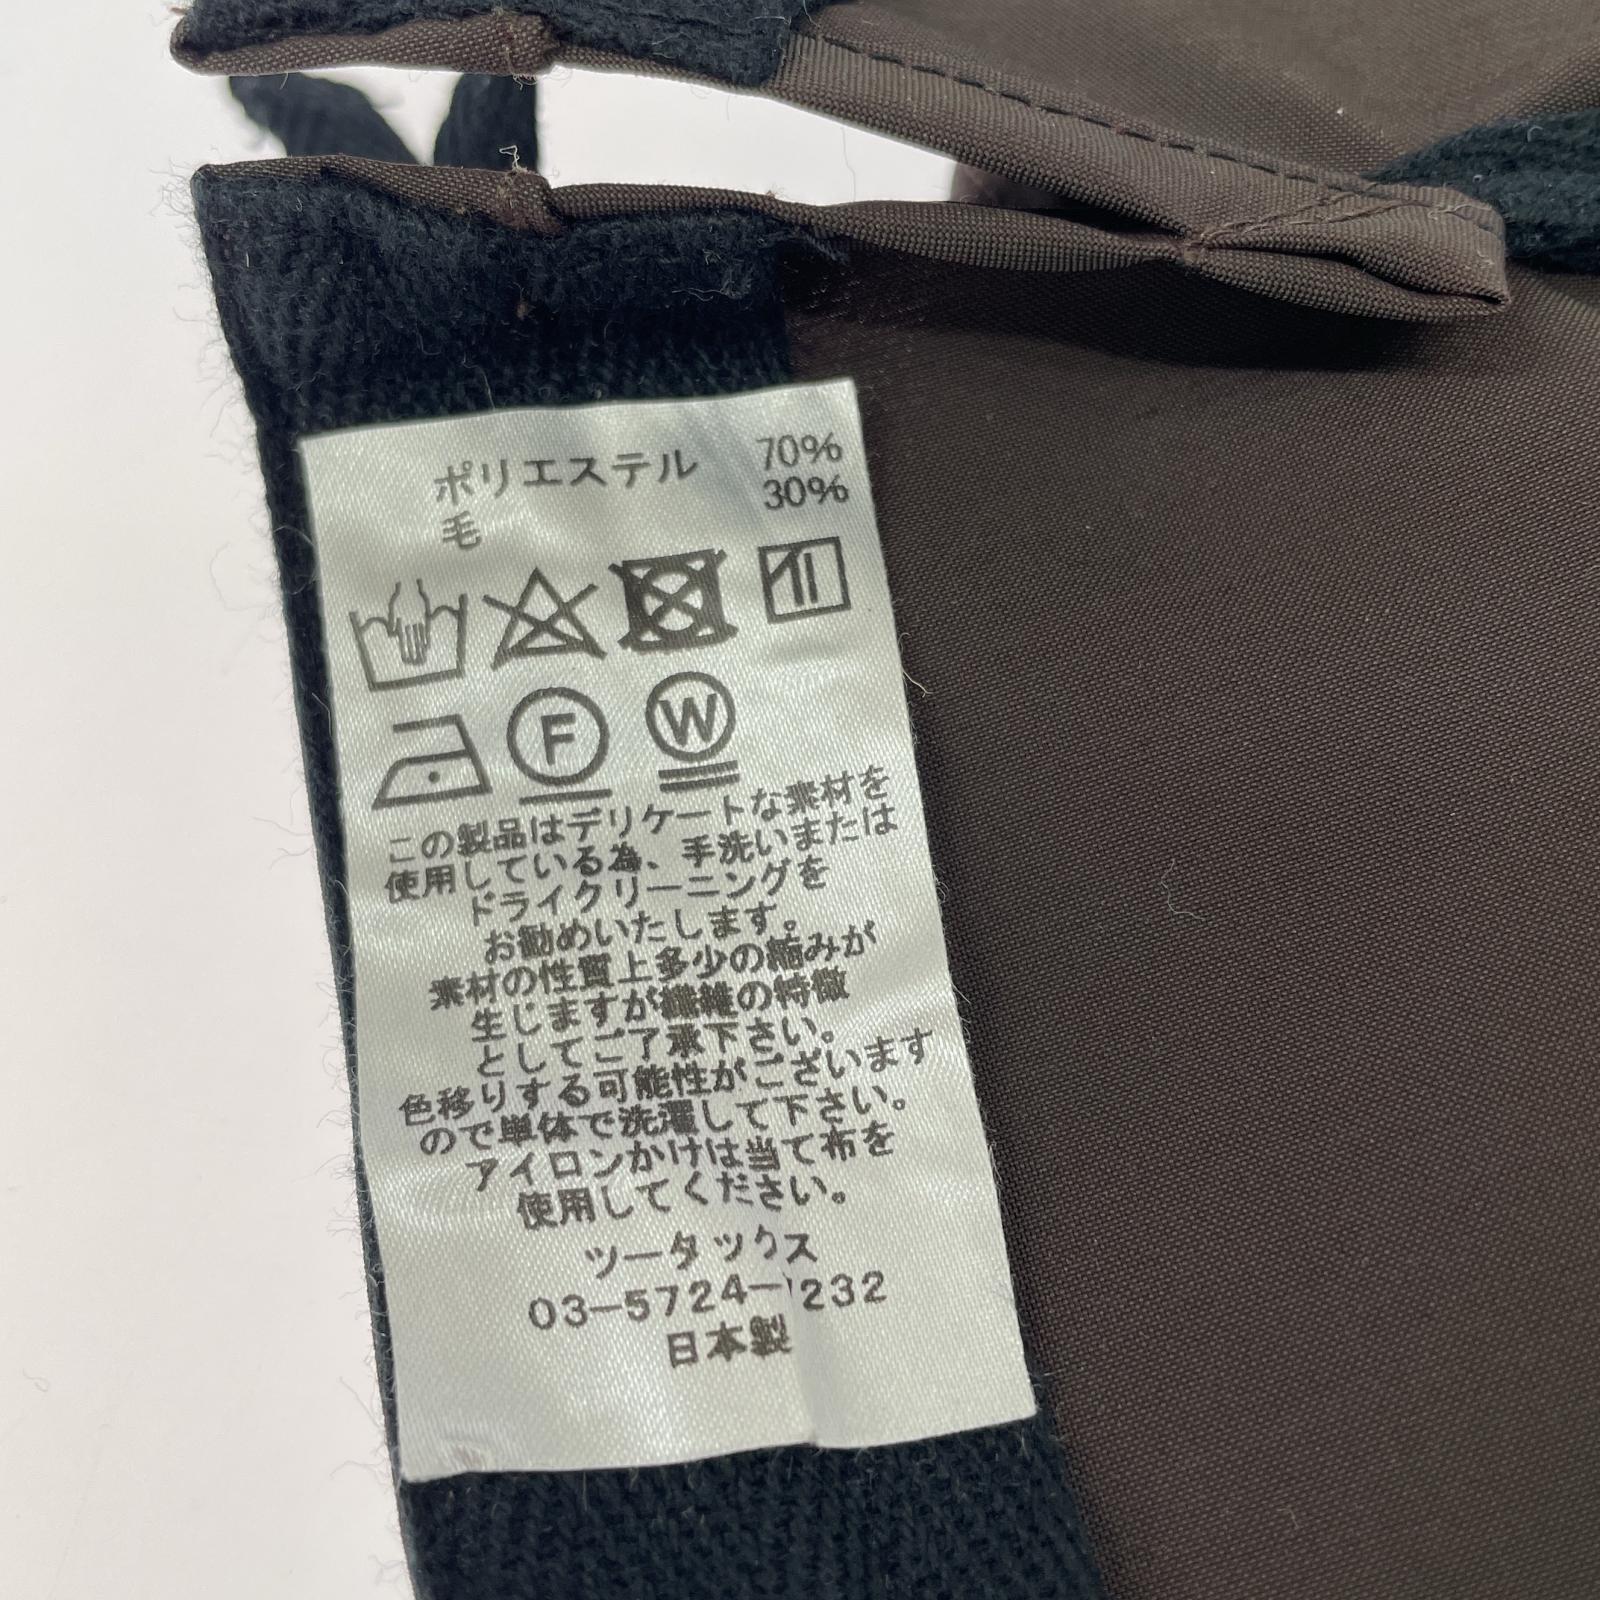 ポリエステル 70%
毛 30%
F W
この製品はデリケートな素材を
使用している為、手洗いまたは
ドライクリーニングを
お勧めいたします。
素材の性質上多少の縮みが
生じますが繊維の特徴
としてご了承下さい。
色移りする可能性がございます
ので単体で洗濯して下さい。
アイロンかけは当て布を
使用してください。
ツータックス
03-5724-
日本製